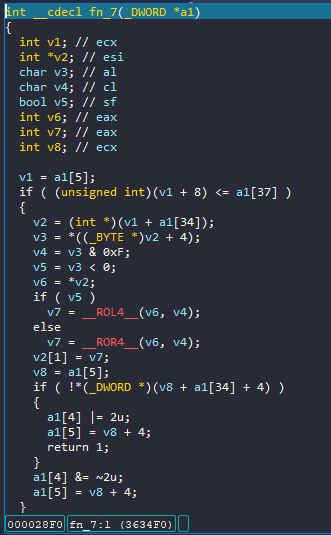 int __cdecl fn_7(_DWORD *a1)
{
  int v1; // ecx
  int *v2; // esi
  char v3; // al
  char v4; // cl
  bool v5; // sf
  int v6; // eax
  int v7; // eax
  int v8; // ecx

  v1 = a1[5];
  if ( (unsigned int)(v1 + 8) <= a1[37] )
  {
    v2 = (int *)(v1 + a1[34]);
    v3 = *((_BYTE *)v2 + 4);
    v4 = v3 & 0xF;
    v5 = v3 < 0;
    v6 = *v2;
    if ( v5 )
      v7 = __ROL4__(v6, v4);
    else
      v7 = __ROR4__(v6, v4);
    v2[1] = v7;
    v8 = a1[5];
    if ( !*(_DWORD *)(v8 + a1[34] + 4) )
    {
      a1[4] |= 2u;
      a1[5] = v8 + 4;
      return 1;
    }
    a1[4] &= ~2u;
    a1[5] = v8 + 4;
  }
000028F0 fn_7:1 (3634F0)